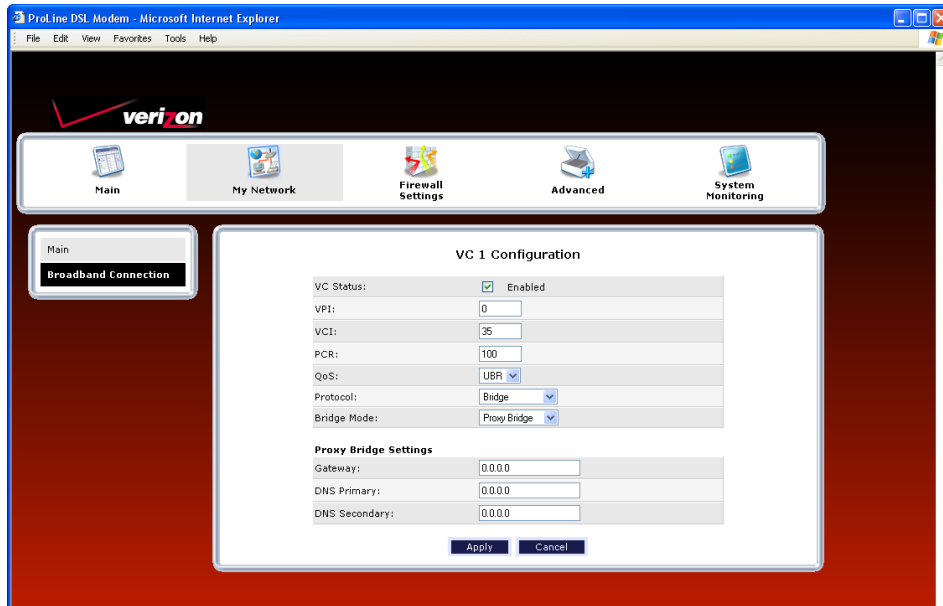 ProLine DSL Modem - Microsoft Internet Explorer
File Edit View Favorites Tools Help
verizon
Main
My Network
Firewall
Settings
Advanced
System
Monitoring
Main
Broadband Connection
VC 1 Configuration
VC Status: Enabled
VPI: 0
VCI: 35
PCR: 100
QoS: UBR
Protocol: Bridge
Bridge Mode: Proxy Bridge
Proxy Bridge Settings
Gateway: 0.0.0.0
DNS Primary: 0.0.0.0
DNS Secondary: 0.0.0.0
Apply Cancel